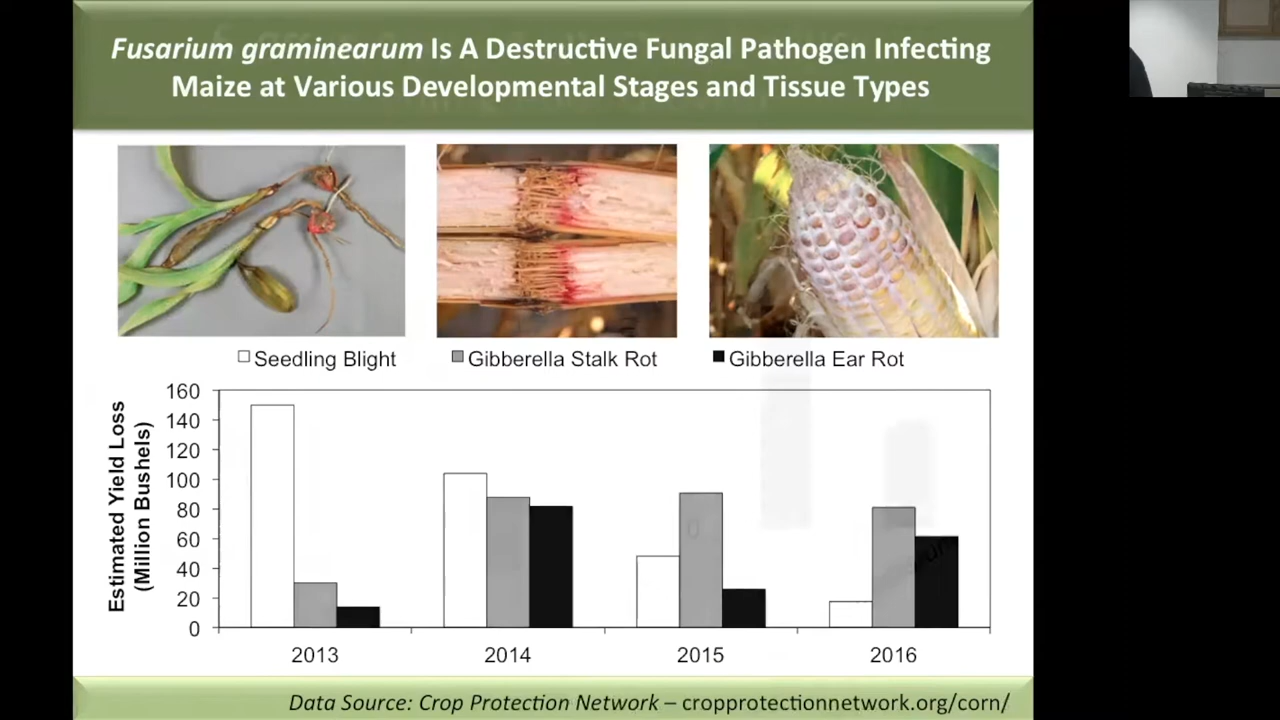 Fusarium graminearum Is A Destructive Fungal Pathogen Infecting
Maize at Various Developmental Stages and Tissue Types
Seedling Blight Gibberella Stalk Rot Gibberella Ear Rot
Estimated Yield Loss
(Million Bushels)
160
140
120
100
80
60
40
20
0
2013 2014 2015 2016
Data Source: Crop Protection Network – cropprotectionnetwork.org/corn/